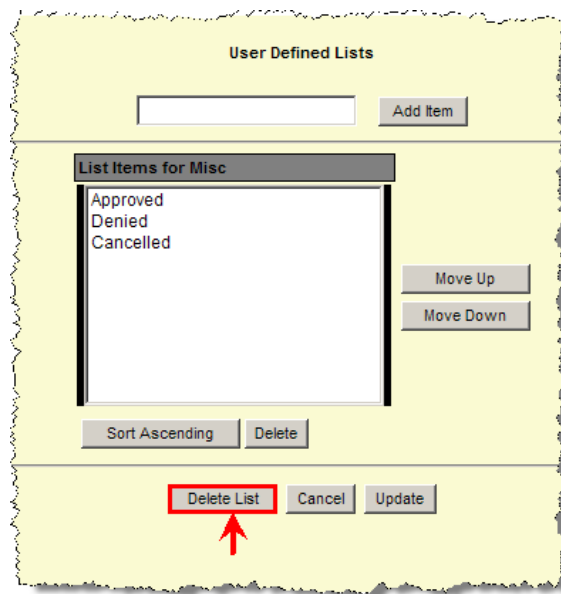 User Defined Lists
Add Item
List Items for Misc
Approved
Denied
Cancelled
Move Up
Move Down
Sort Ascending Delete
Delete List Cancel Update